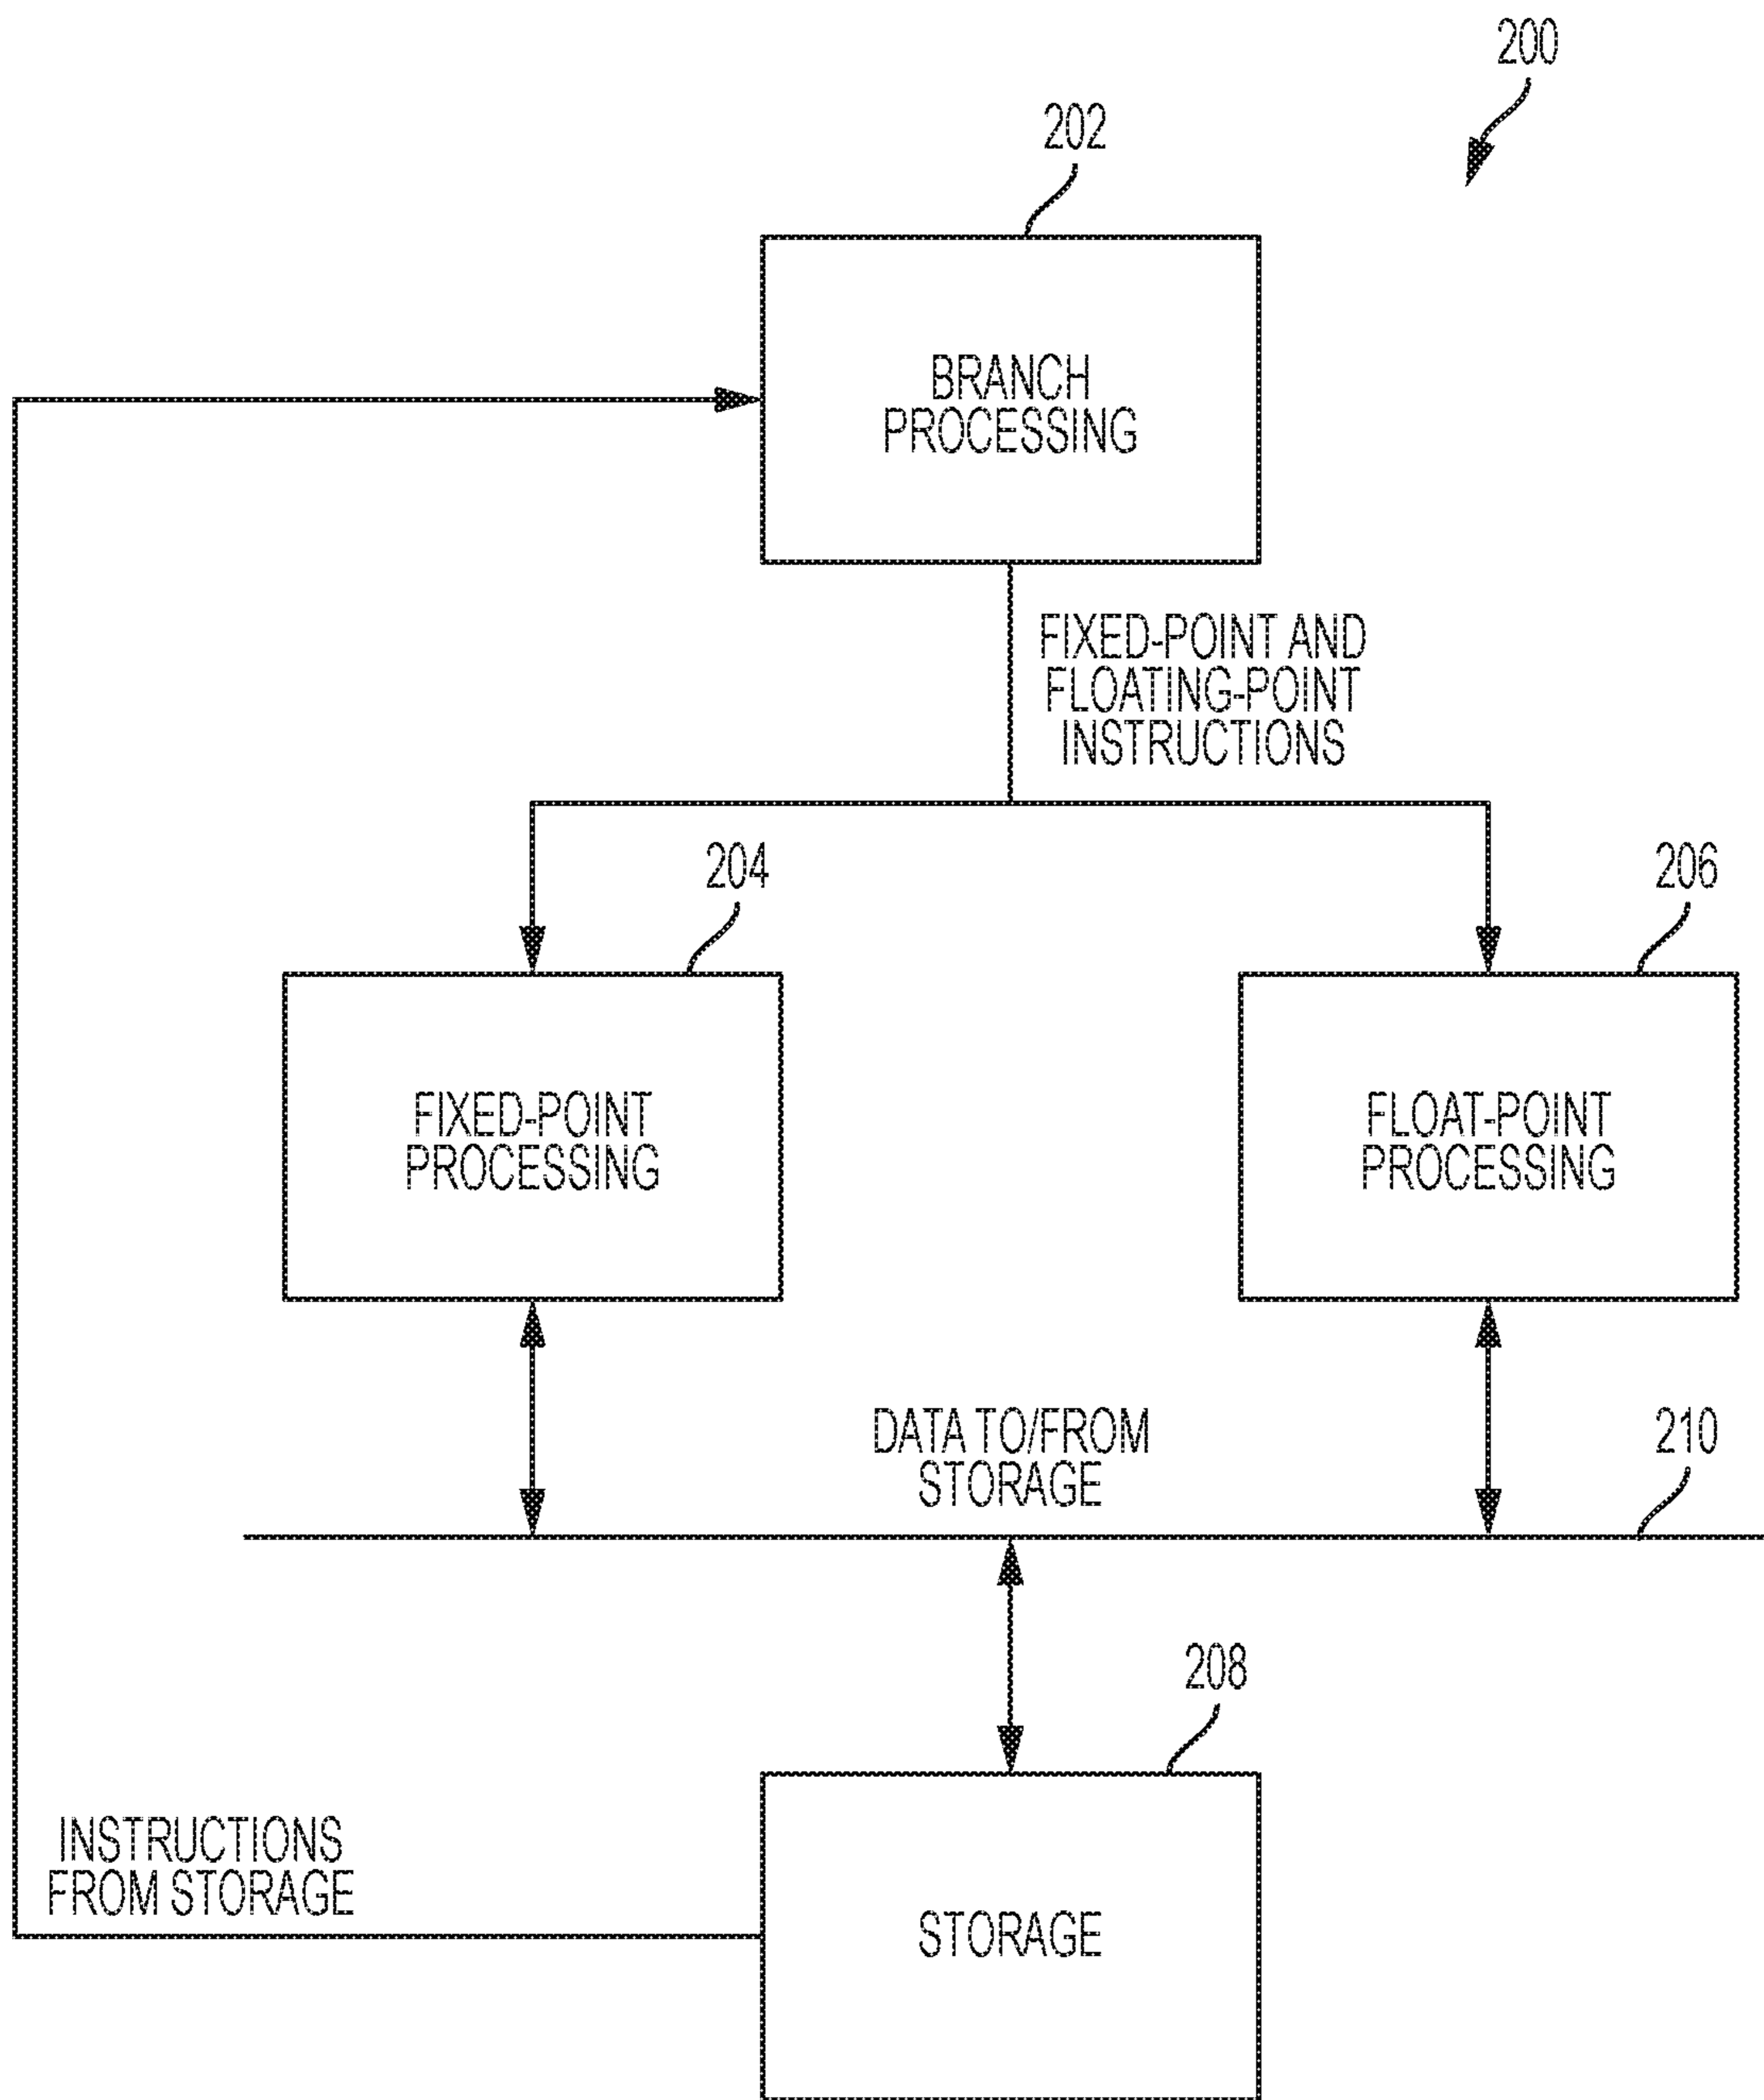 200
202
BRANCH
PROCESSING
FIXED-POINT AND
FLOATING-POINT
INSTRUCTIONS
204
206
FIXED-POINT
PROCESSING
FLOAT-POINT
PROCESSING
DATA TO/FROM
STORAGE
210
208
INSTRUCTIONS
FROM STORAGE
STORAGE